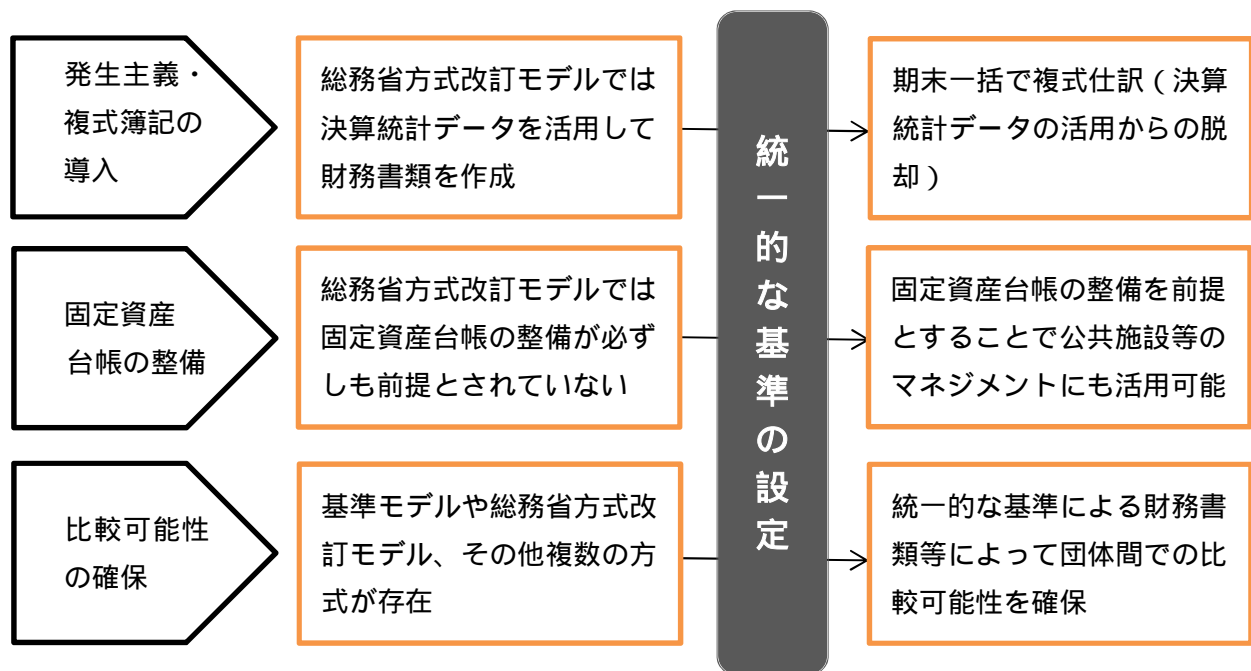 発生主義・
複式簿記の
導入
総務省方式改訂モデルでは
決算統計データを活用して
財務書類を作成
期末一括で複式仕訳（決算
統計データの活用からの脱
却）
固定資産
台帳の整備
総務省方式改訂モデルでは
固定資産台帳の整備が必ず
しも前提とされていない
固定資産台帳の整備を前提
とすることで公共施設等の
マネジメントにも活用可能
比較可能性
の確保
基準モデルや総務省方式改
訂モデル、その他複数の方
式が存在
統一的な基準による財務書
類等によって団体間での比
較可能性を確保
統一的な基準の設定